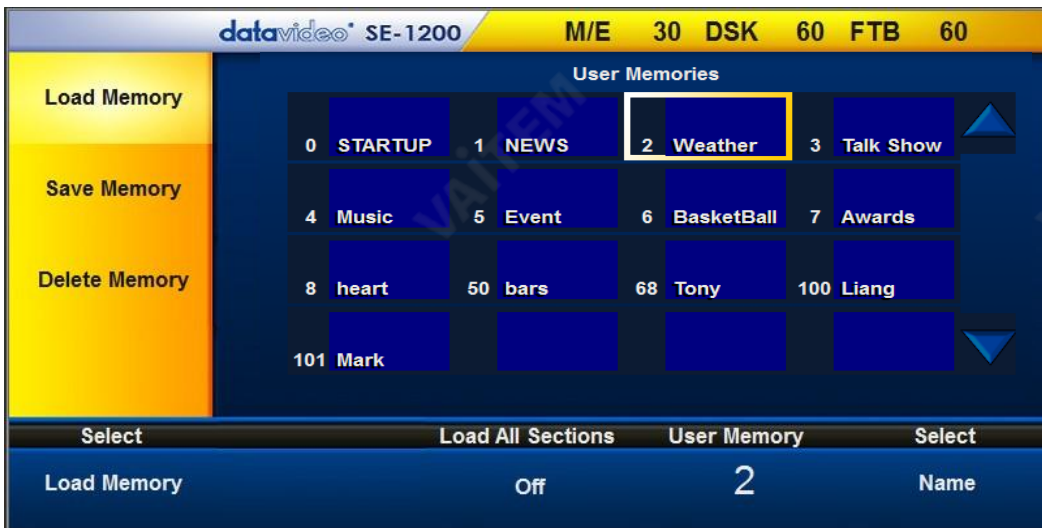 datavideo SE-1200 M/E 30 DSK 60 FTB 60
User Memories
Load Memory
0 STARTUP 1 NEWS 2 Weather 3 Talk Show
Save Memory
4 Music 5 Event 6 BasketBall 7 Awards
Delete Memory
8 heart 50 bars 68 Tony 100 Liang
101 Mark
Select Load All Sections User Memory Select
Load Memory Off 2 Name
VAITEM